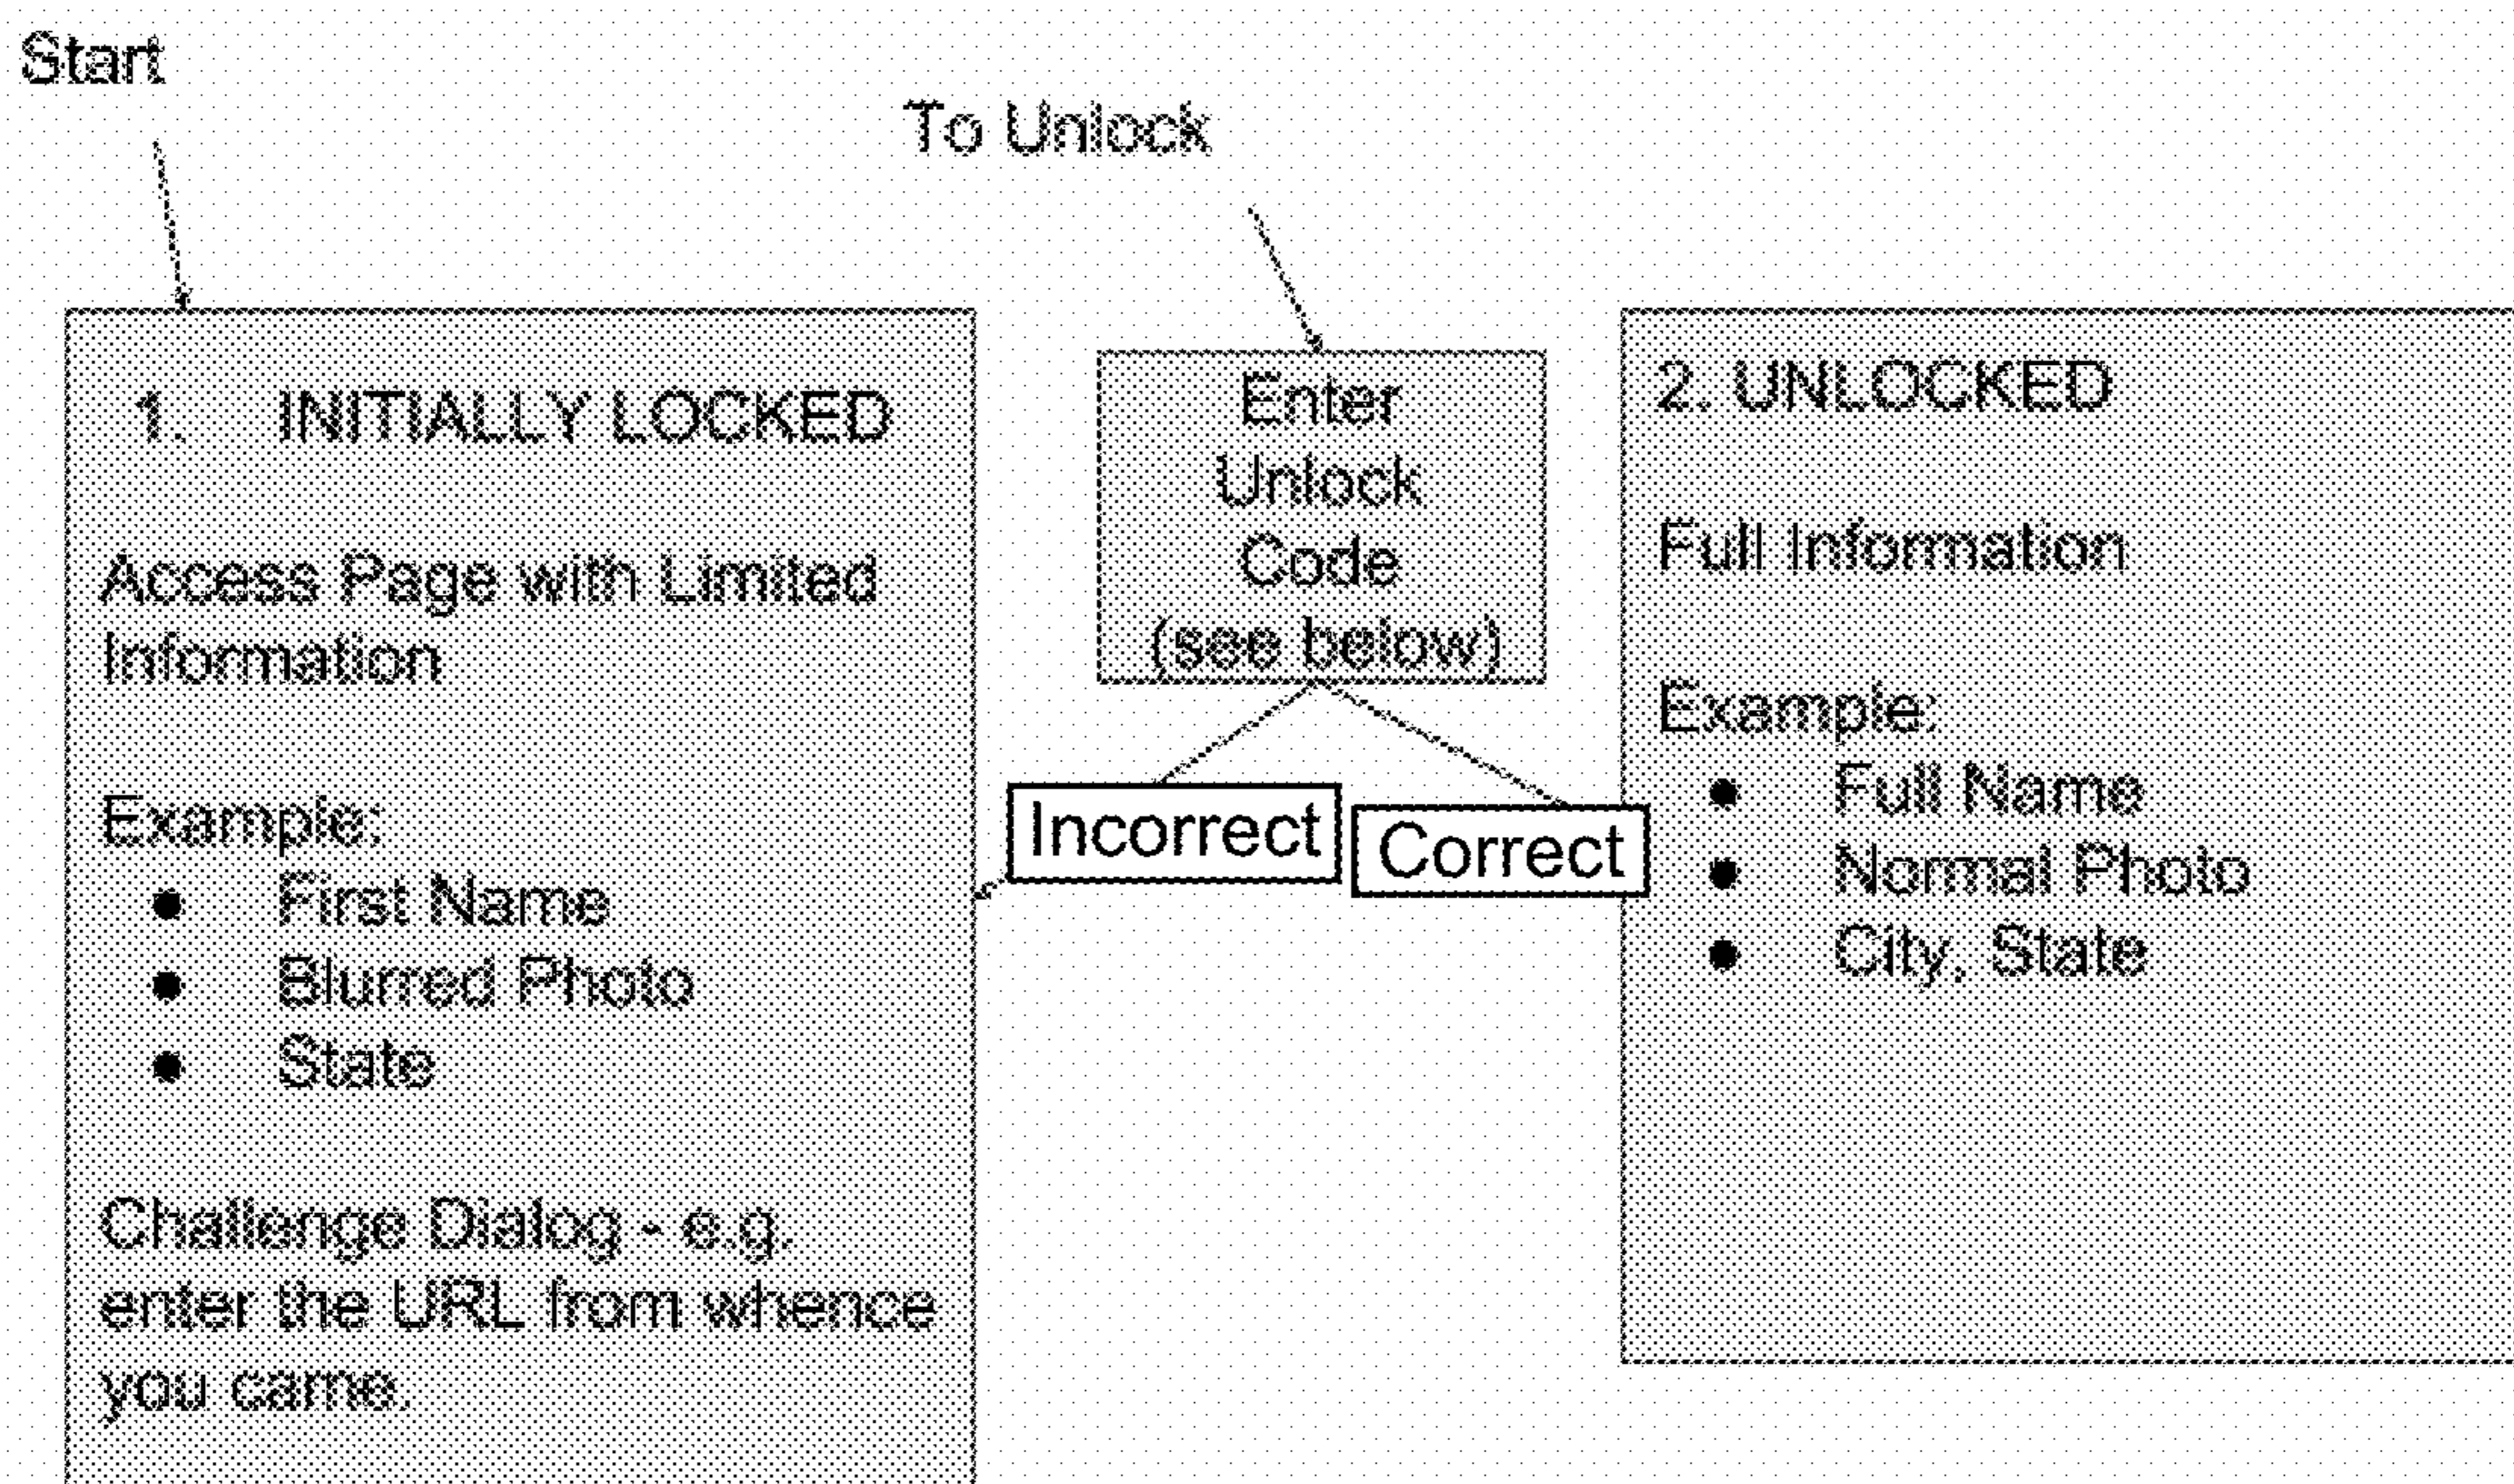 Start
To Unlock
1. INITIALLY LOCKED
Access Page with Limited
Information
Example:
● First Name
● Blurred Photo
● State
Challenge Dialog - e.g.
enter the URL from whence
you came.
Enter
Unlock
Code
(see below)
Incorrect
Correct
2. UNLOCKED
Full Information
Example:
● Full Name
● Normal Photo
● City, State